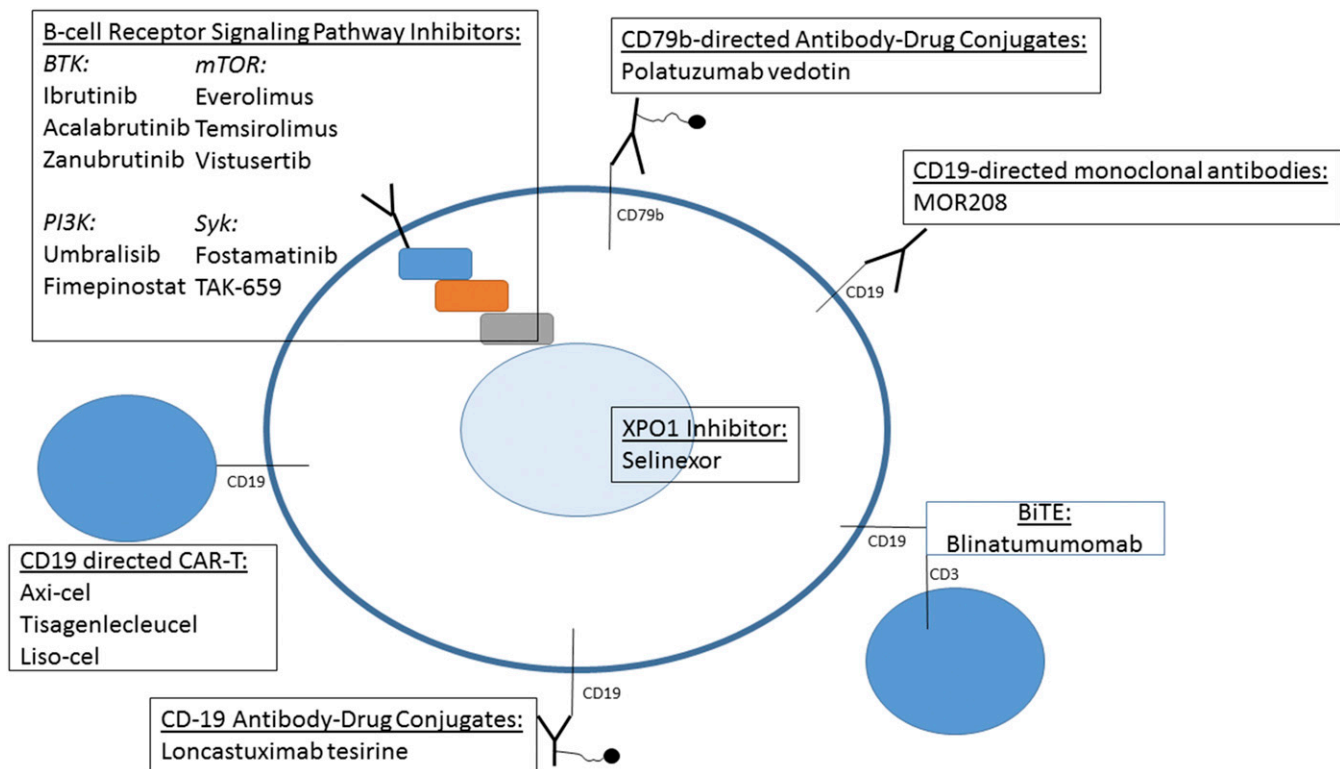 B-cell Receptor Signaling Pathway Inhibitors:
BTK: mTOR:
Ibrutinib Everolimus
Acalabrutinib Temsirolimus
Zanubrutinib Vistusertib
PI3K: Syk:
Umbralisib Fostamatinib
Fimepinostat TAK-659
CD79b-directed Antibody-Drug Conjugates:
Polatuzumab vedotin
CD79b
CD19-directed monoclonal antibodies:
MOR208
CD19
XPO1 Inhibitor:
Selinexor
CD19
CD19 directed CAR-T:
Axi-cel
Tisagenlecleucel
Liso-cel
CD19
BiTE:
Blinatumumomab
CD3
CD19
CD-19 Antibody-Drug Conjugates:
Loncastuximab tesirine